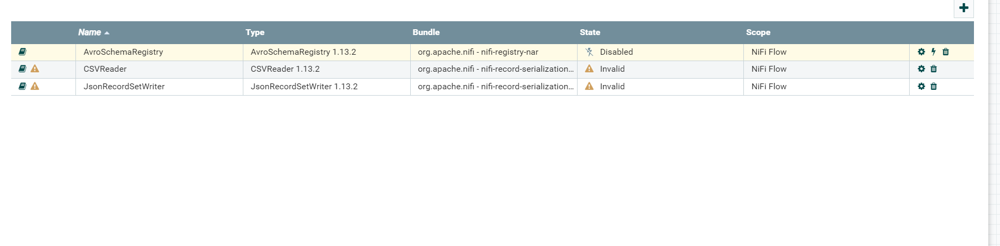 Name Type Bundle State Scope
AvroSchemaRegistry AvroSchemaRegistry 1.13.2 org.apache.nifi - nifi-registry-nar Disabled NiFi Flow
CSVReader CSVReader 1.13.2 org.apache.nifi - nifi-record-serialization... Invalid NiFi Flow
JsonRecordSetWriter JsonRecordSetWriter 1.13.2 org.apache.nifi - nifi-record-serialization... Invalid NiFi Flow